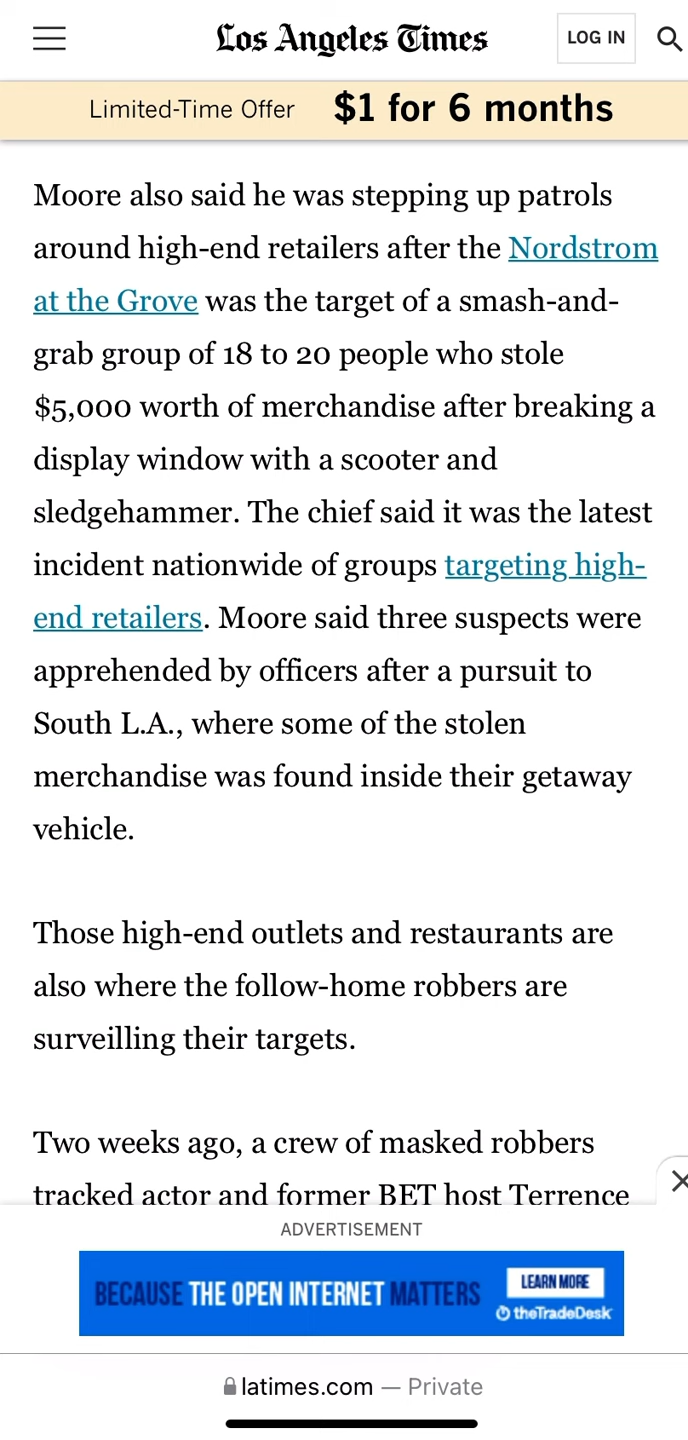 Los Angeles Times
LOG IN
Limited-Time Offer $1 for 6 months
Moore also said he was stepping up patrols
around high-end retailers after the Nordstrom
at the Grove was the target of a smash-and-
grab group of 18 to 20 people who stole
$5,000 worth of merchandise after breaking a
display window with a scooter and
sledgehammer. The chief said it was the latest
incident nationwide of groups targeting high-
end retailers. Moore said three suspects were
apprehended by officers after a pursuit to
South L.A., where some of the stolen
merchandise was found inside their getaway
vehicle.
Those high-end outlets and restaurants are
also where the follow-home robbers are
surveilling their targets.
Two weeks ago, a crew of masked robbers
tracked actor and former BET host Terrence
ADVERTISEMENT
BECAUSE THE OPEN INTERNET MATTERS
LEARN MORE
theTradeDesk
latimes.com — Private